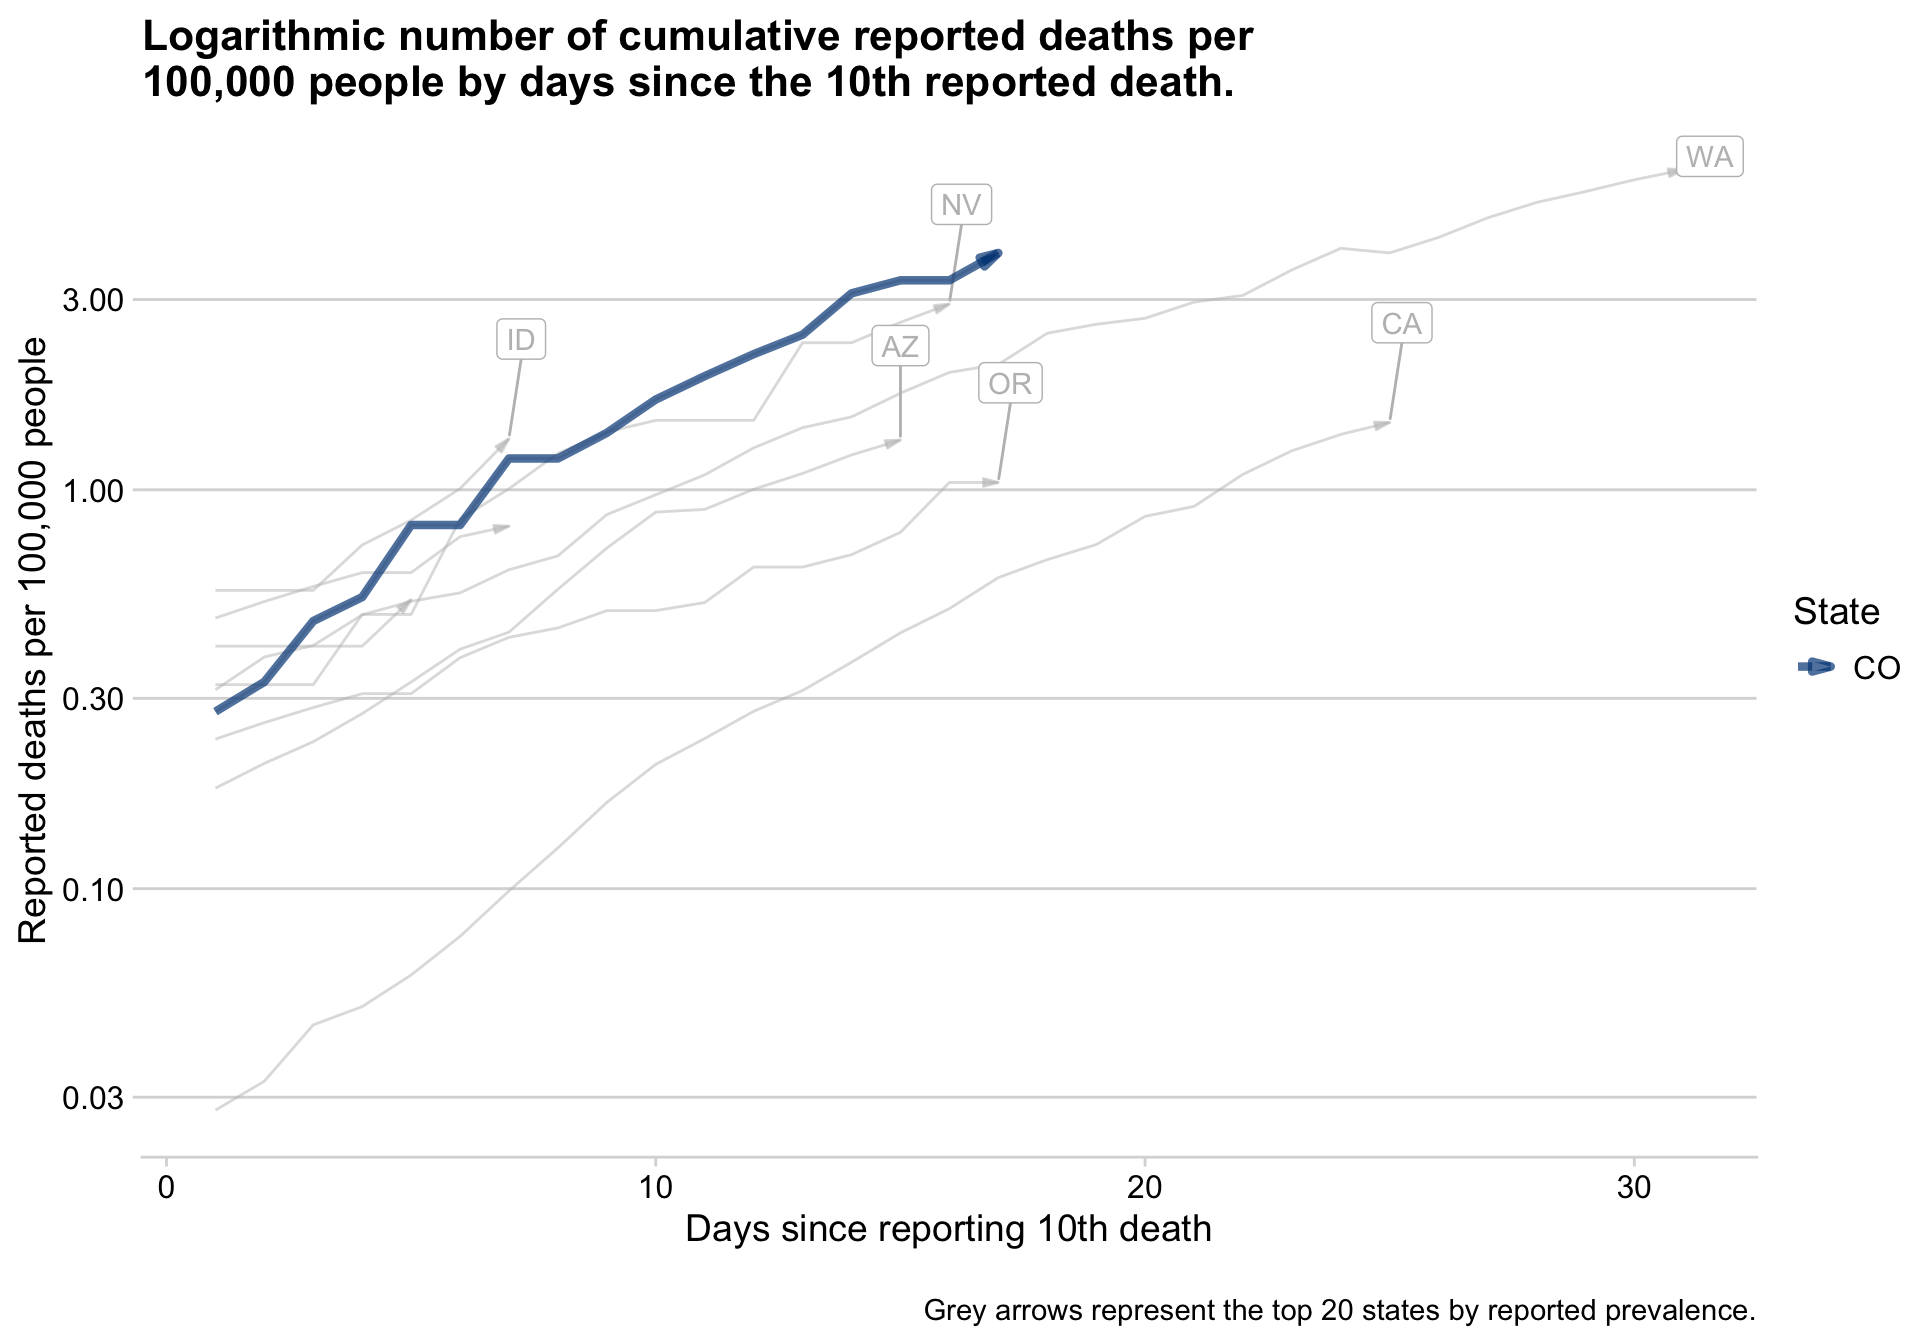 Logarithmic number of cumulative reported deaths per
100,000 people by days since the 10th reported death.
WA
NV
3.00
CA
ID
AZ
OR
1.00
0.30
0.10
0.03
Reported deaths per 100,000 people
State
CO
0
10
20
30
Days since reporting 10th death
Grey arrows represent the top 20 states by reported prevalence.